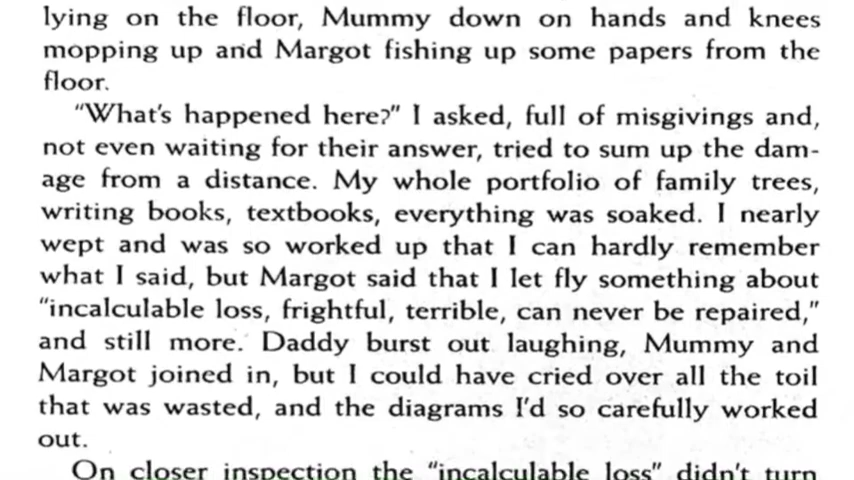 lying on the floor, Mummy down on hands and knees
mopping up and Margot fishing up some papers from the
floor.
"What's happened here?" I asked, full of misgivings and,
not even waiting for their answer, tried to sum up the dam-
age from a distance. My whole portfolio of family trees,
writing books, textbooks, everything was soaked. I nearly
wept and was so worked up that I can hardly remember
what I said, but Margot said that I let fly something about
"incalculable loss, frightful, terrible, can never be repaired,"
and still more. Daddy burst out laughing, Mummy and
Margot joined in, but I could have cried over all the toil
that was wasted, and the diagrams I'd so carefully worked
out.
On closer inspection the "incalculable loss" didn't turn